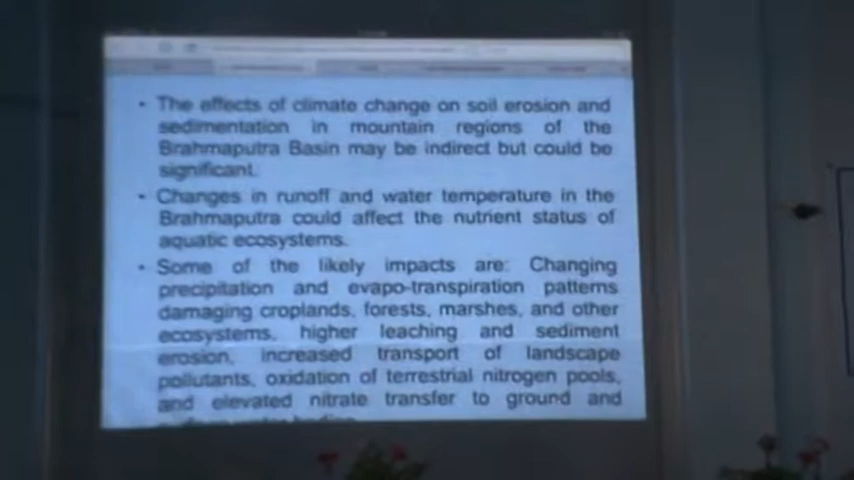 • The effects of climate change on soil erosion and
sedimentation in mountain regions of the
Brahmaputra Basin may be indirect but could be
significant.
• Changes in runoff and water temperature in the
Brahmaputra could affect the nutrient status of
aquatic ecosystems.
• Some of the likely impacts are: Changing
precipitation and evapo-transpiration patterns
damaging croplands, forests, marshes, and other
ecosystems, higher leaching and sediment
erosion, increased transport of landscape
pollutants, oxidation of terrestrial nitrogen pools,
and elevated nitrate transfer to ground and